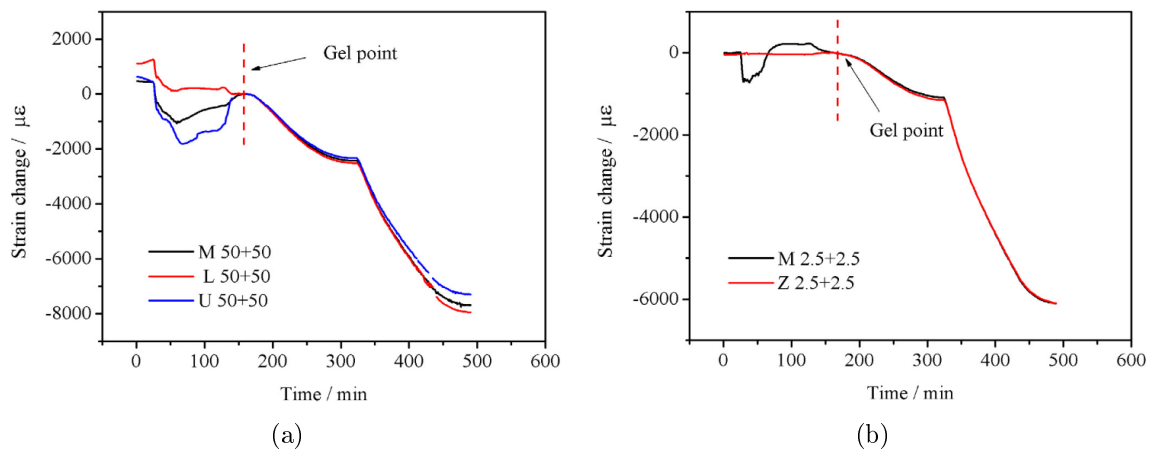 2000
0
-2000
-4000
-6000
-8000
Strain change / με
Gel point
M 50+50
L 50+50
U 50+50
0 100 200 300 400 500 600
Time / min
(a)
0
-2000
-4000
-6000
Strain change / με
Gel point
M 2.5+2.5
Z 2.5+2.5
0 100 200 300 400 500 600
Time / min
(b)